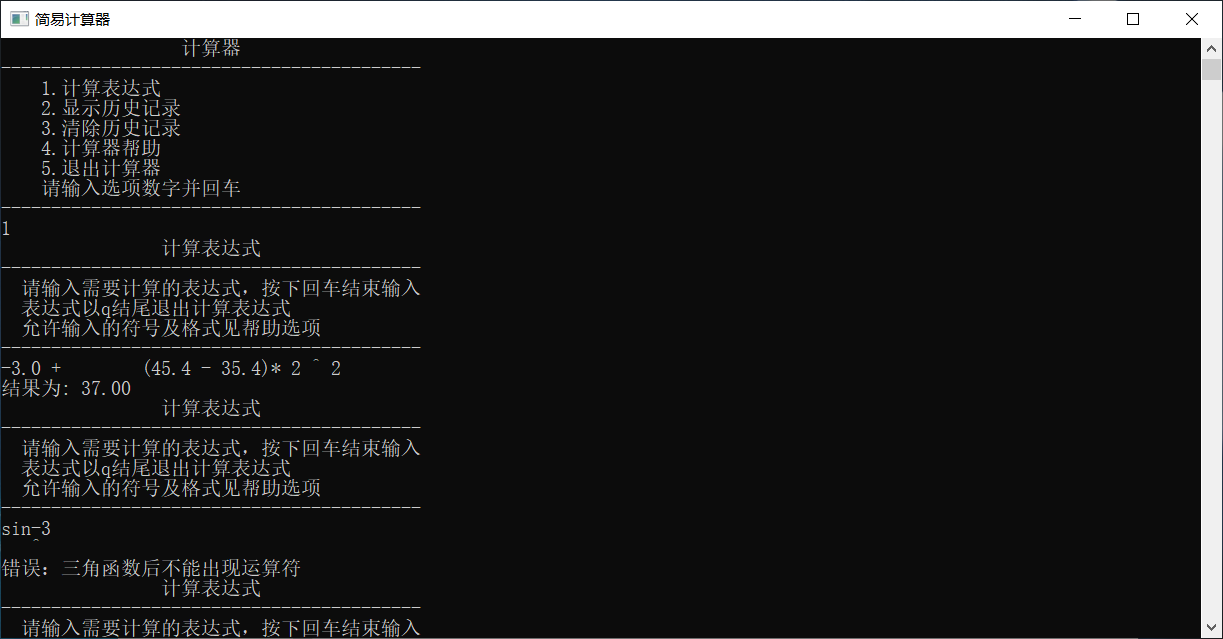 简易计算器
计算器
------------------------------------------
1.计算表达式
2.显示历史记录
3.清除历史记录
4.计算器帮助
5.退出计算器
请输入选项数字并回车
------------------------------------------
1
计算表达式
------------------------------------------
请输入需要计算的表达式，按下回车结束输入
表达式以q结尾退出计算表达式
允许输入的符号及格式见帮助选项
------------------------------------------
-3.0 +        (45.4 - 35.4)* 2 ^ 2
结果为: 37.00
计算表达式
------------------------------------------
请输入需要计算的表达式，按下回车结束输入
表达式以q结尾退出计算表达式
允许输入的符号及格式见帮助选项
------------------------------------------
sin-3
^
错误：三角函数后不能出现运算符
计算表达式
------------------------------------------
请输入需要计算的表达式，按下回车结束输入